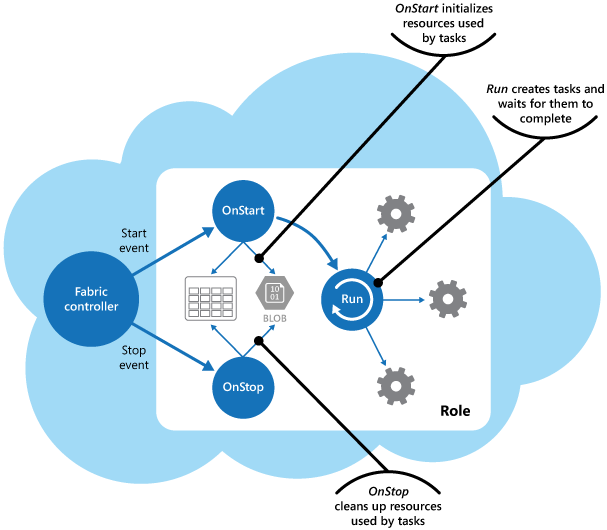 OnStart initializes
resources used
by tasks
Run creates tasks and
waits for them to
complete
OnStart
Start
event
Fabric
controller
10
01
BLOB
Run
Stop
event
OnStop
Role
OnStop
cleans up resources
used by tasks